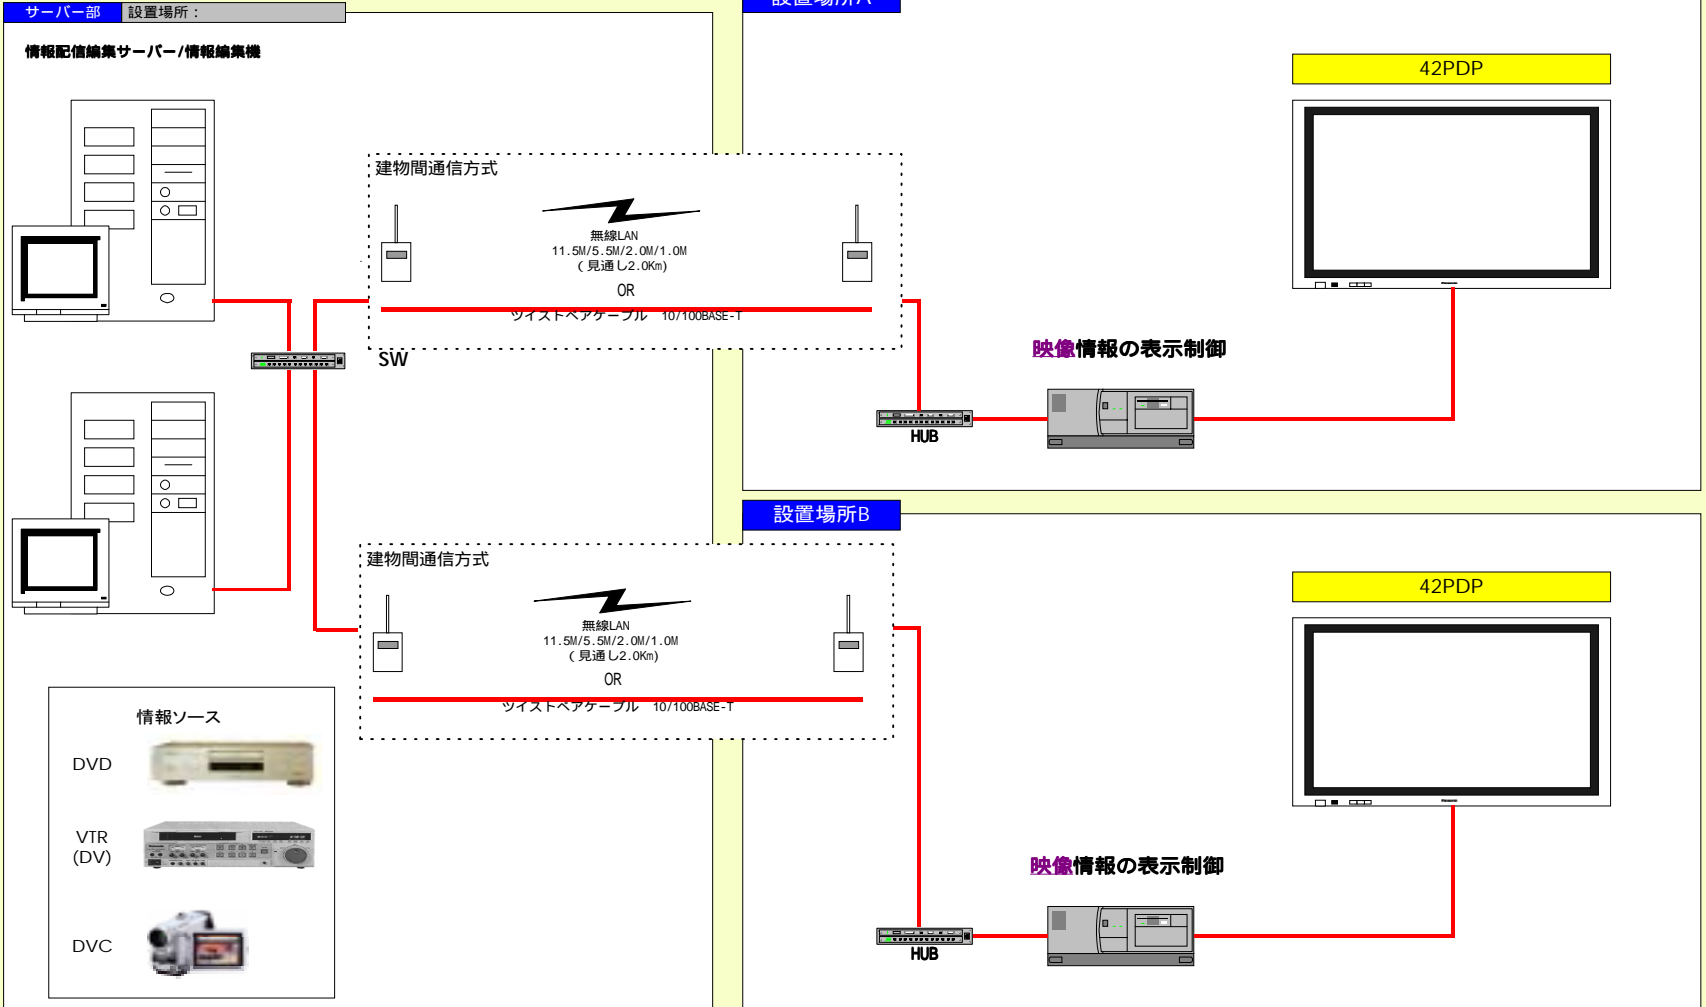 サーバー部
設置場所：
情報配信編集サーバー/情報編集機
建物間通信方式
無線LAN
11.5M/5.5M/2.0M/1.0M
(見通し2.0Km)
OR
ツイストペアケーブル 10/100BASE-T
SW
建物間通信方式
無線LAN
11.5M/5.5M/2.0M/1.0M
(見通し2.0Km)
OR
ツイストペアケーブル 10/100BASE-T
情報ソース
DVD
VTR
(DV)
DVC
設置場所A
42PDP
Panasonic
映像情報の表示制御
HUB
設置場所B
42PDP
Panasonic
映像情報の表示制御
HUB